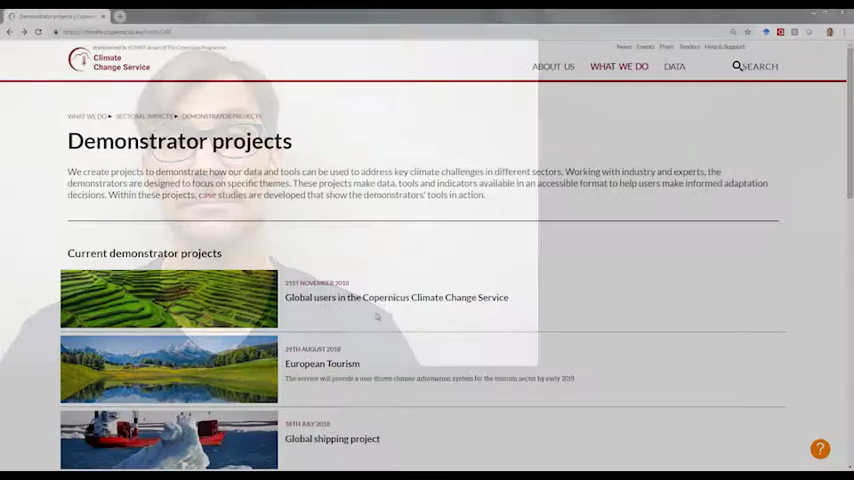 Demonstrator projects | Coperni
https://climate.copernicus.eu/node/240
News Events Press Tenders Help & Support
Implemented by ECMWF as part of The Copernicus Programme
Climate
Change Service
ABOUT US WHAT WE DO DATA SEARCH
WHAT WE DO SECTORAL IMPACTS DEMONSTRATOR PROJECTS
Demonstrator projects
We create projects to demonstrate how our data and tools can be used to address key climate challenges in different sectors. Working with industry and experts, the
demonstrators are designed to focus on specific themes. These projects make data, tools and indicators available in an accessible format to help users make informed adaptation
decisions. Within these projects, case studies are developed that show the demonstrators' tools in action.
Current demonstrator projects
21ST NOVEMBER 2018
Global users in the Copernicus Climate Change Service
29TH AUGUST 2018
European Tourism
The service will provide a user driven climate information system for the tourism sector by early 2019
18TH JULY 2018
Global shipping project
?